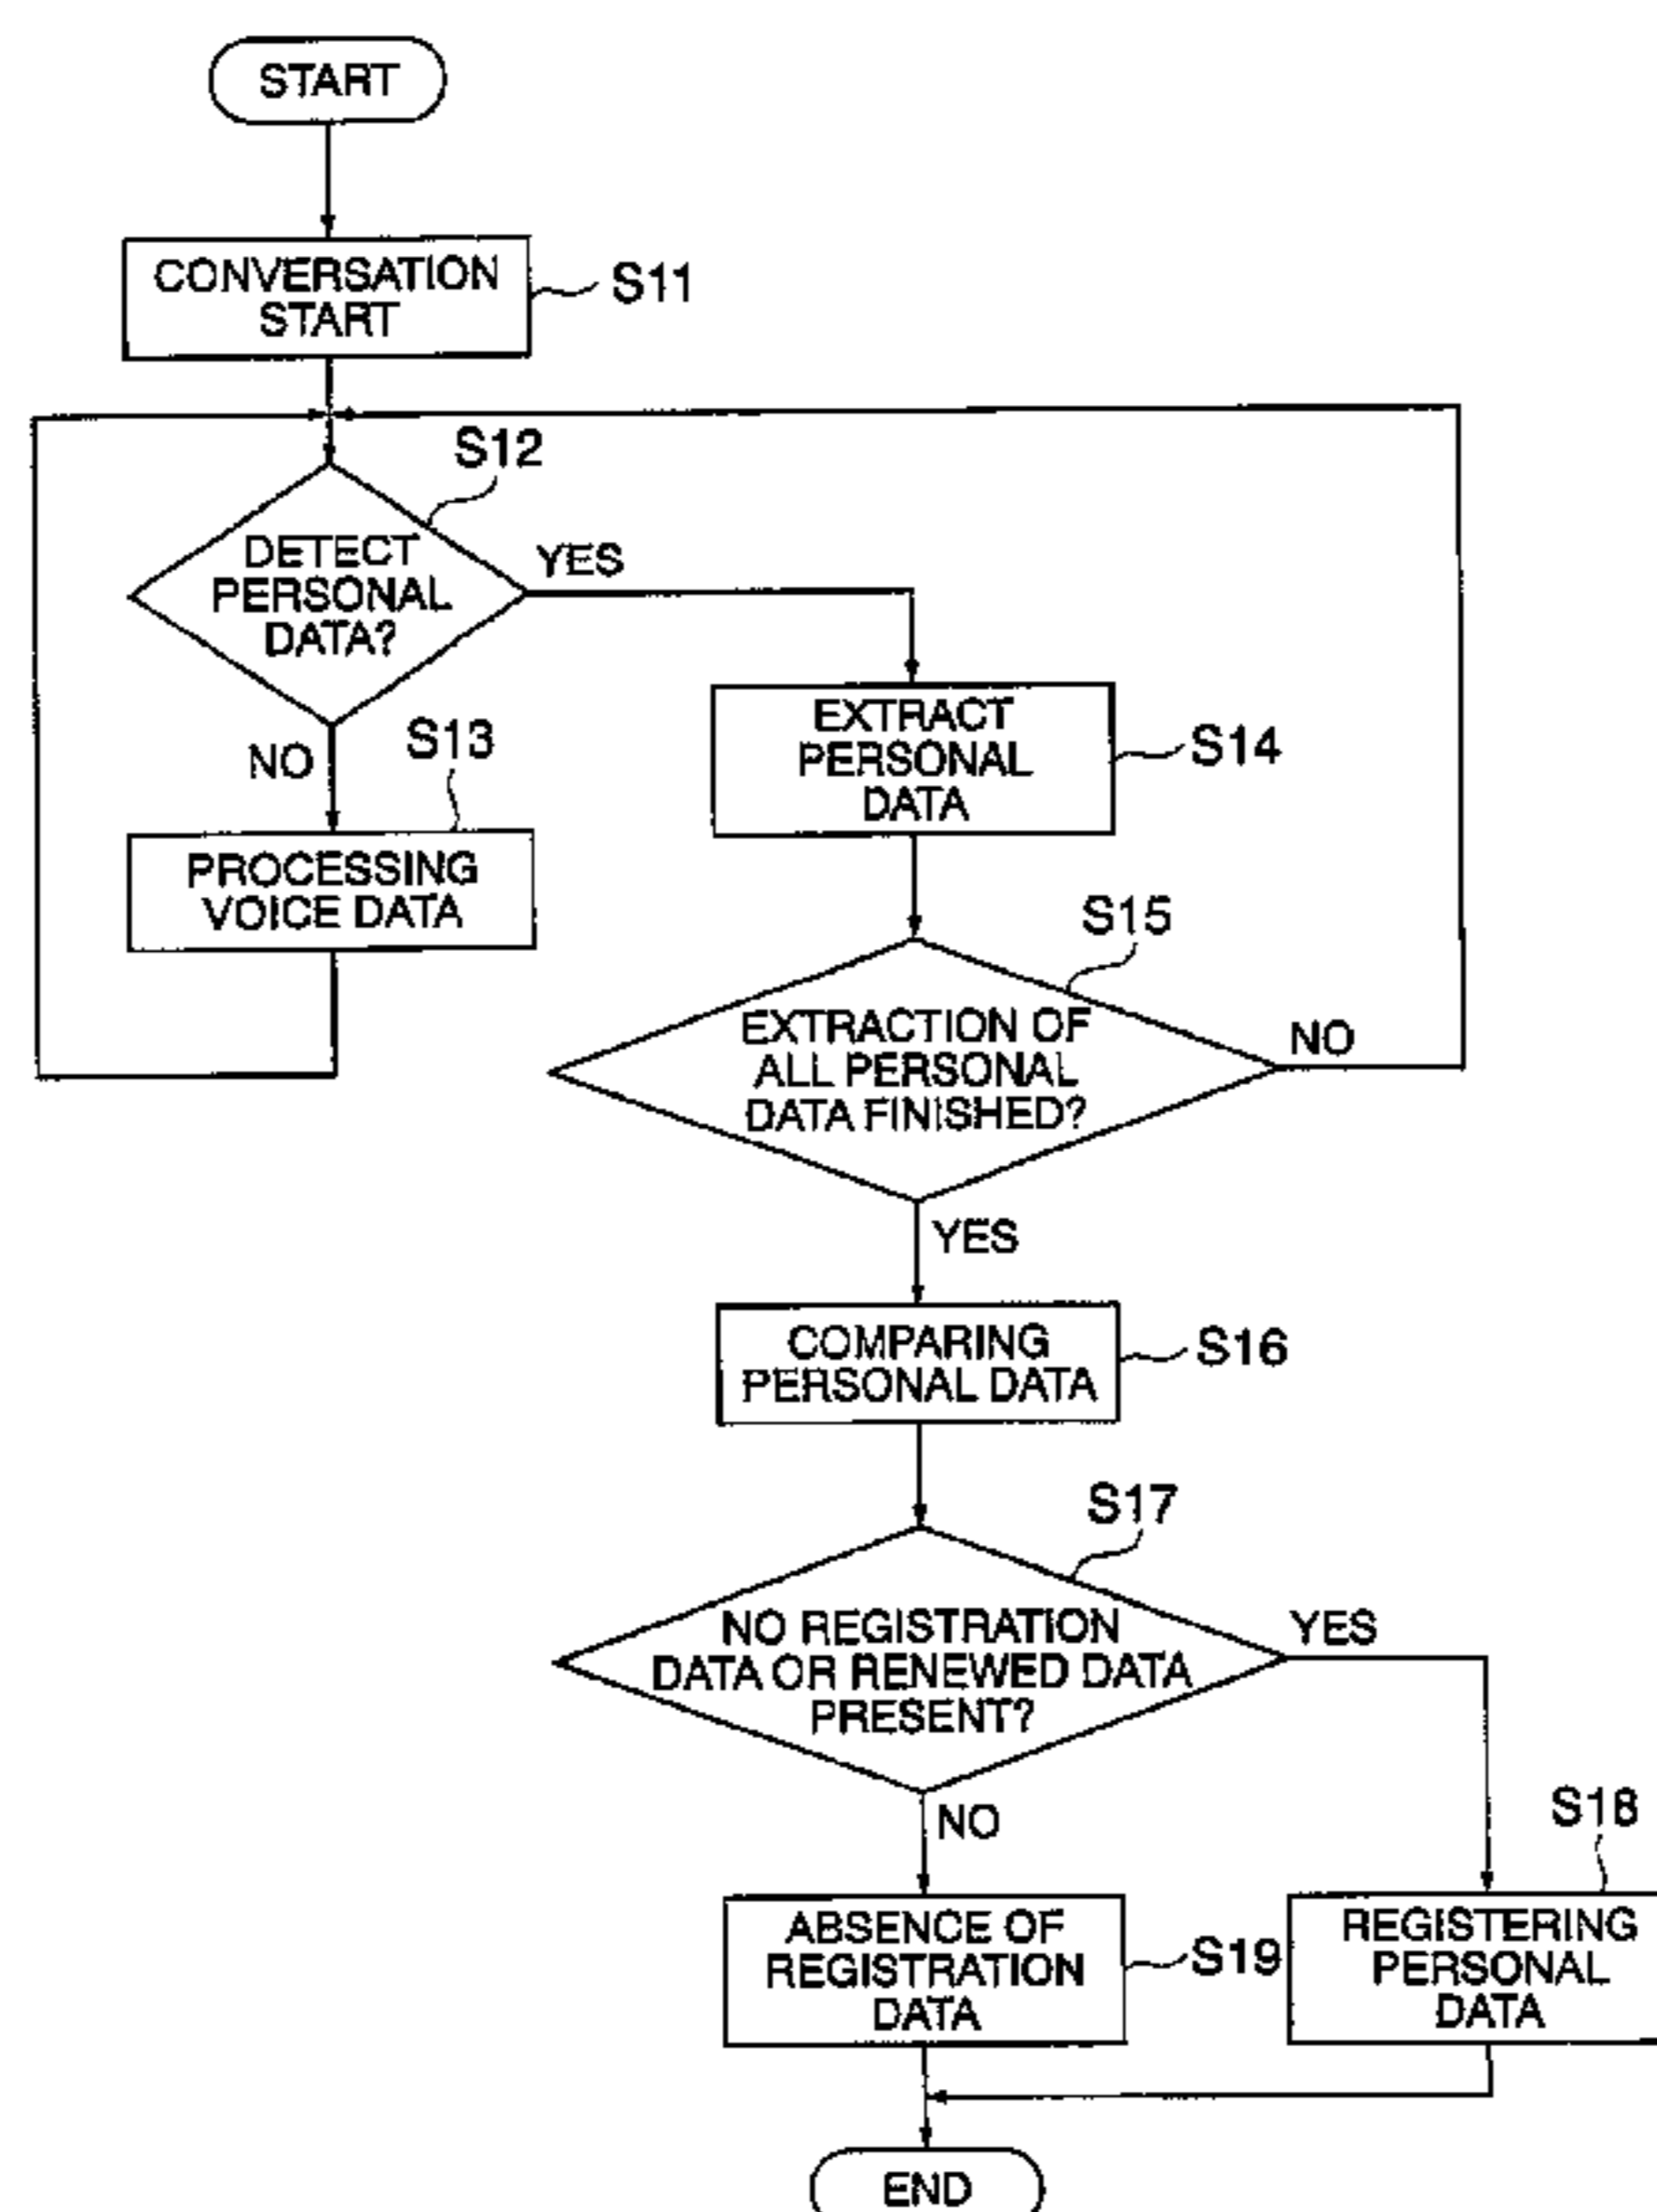 START
CONVERSATION
START
S11
S12
DETECT
PERSONAL
DATA?
YES
NO
S13
PROCESSING
VOICE DATA
EXTRACT
PERSONAL
DATA
S14
S15
EXTRACTION OF
ALL PERSONAL
DATA FINISHED?
NO
YES
COMPARING
PERSONAL DATA
S16
S17
NO REGISTRATION
DATA OR RENEWED DATA
PRESENT?
YES
NO
S18
ABSENCE OF
REGISTRATION
DATA
S19
REGISTERING
PERSONAL
DATA
END